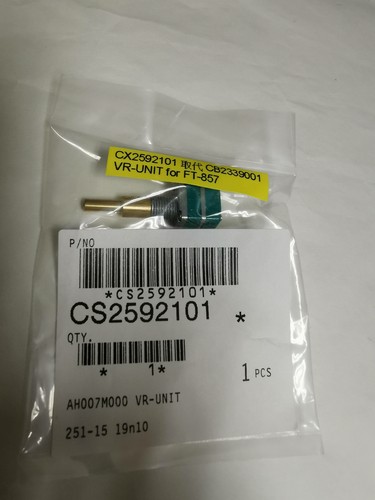 CX2592101 取代 CB2339001
VR-UNIT for FT-857
P/NO
*CS2592101*
CS2592101 *
QTY.
* 1*
1 PCS
AH007M000 VR-UNIT
251-15 19n10